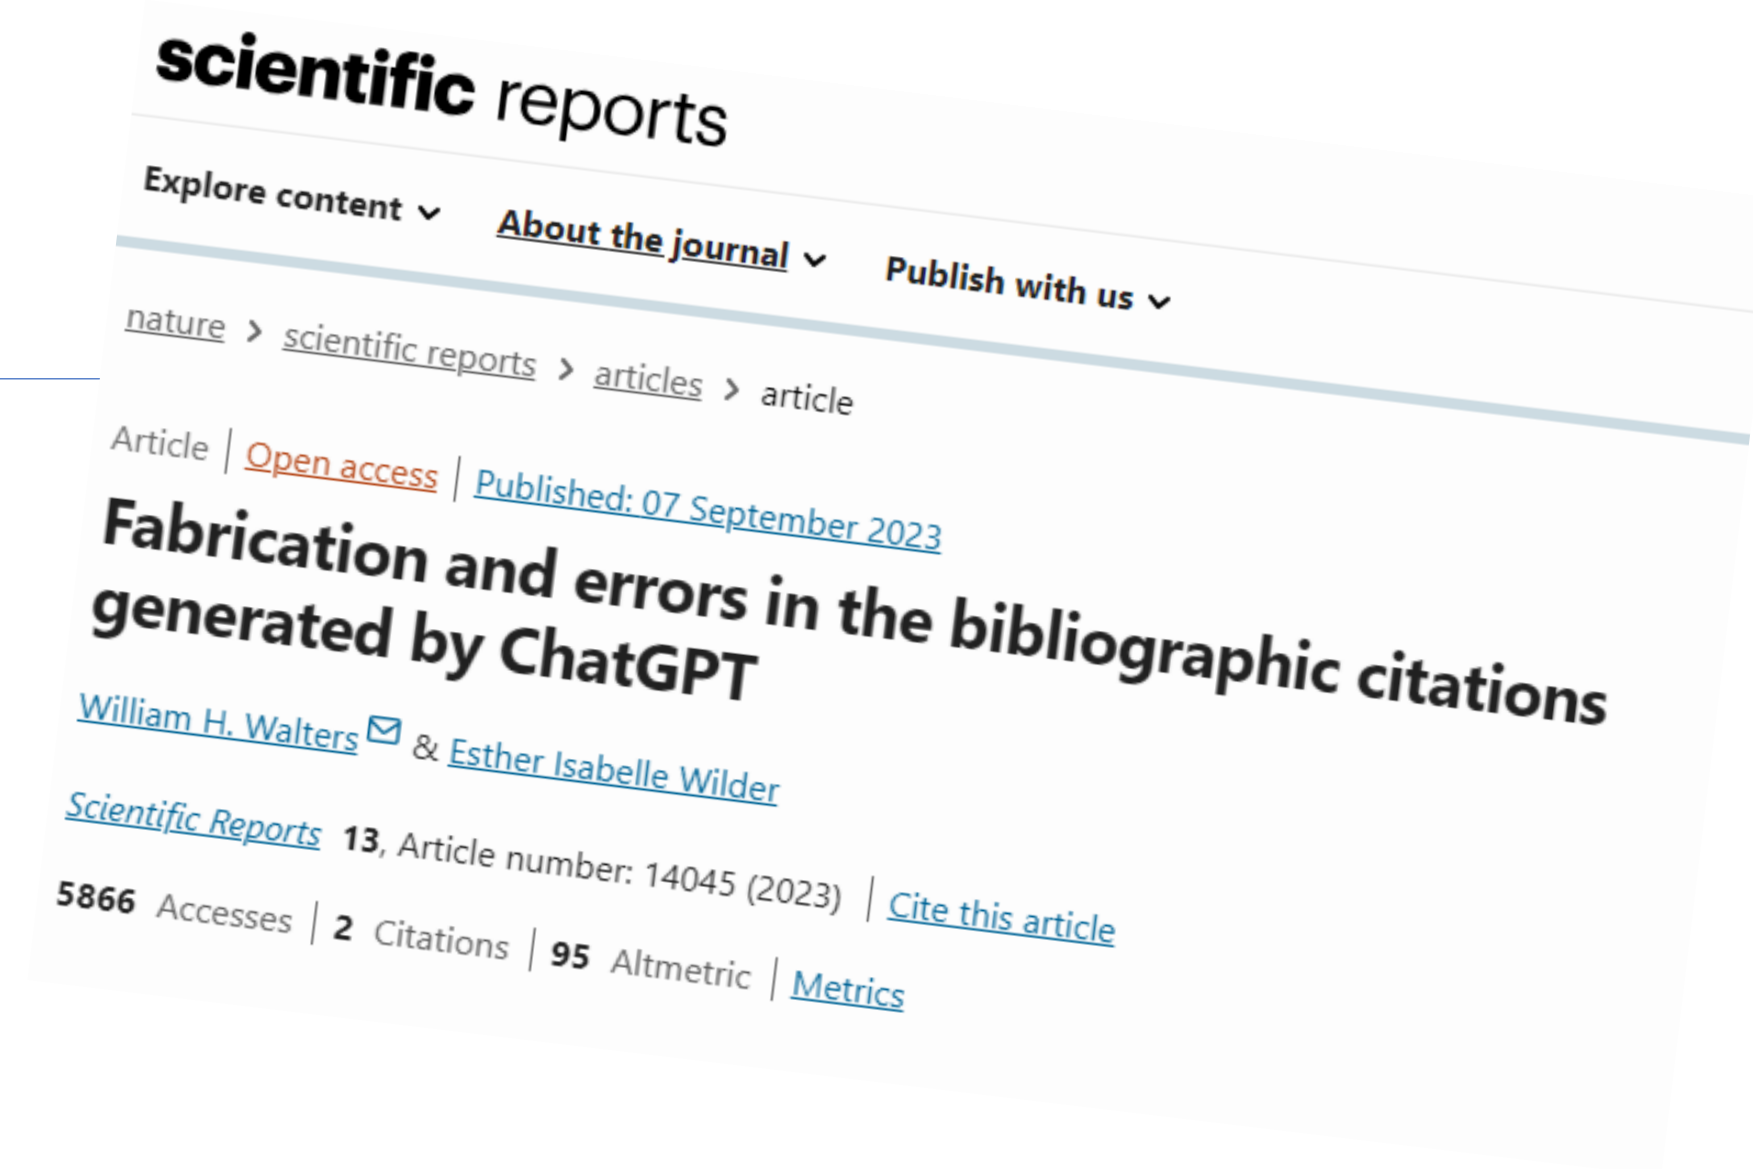 scientific reports
Explore content About the journal Publish with us
nature > scientific reports > articles > article
Article | Open access | Published: 07 September 2023
Fabrication and errors in the bibliographic citations
generated by ChatGPT
William H. Walters & Esther Isabelle Wilder
Scientific Reports 13, Article number: 14045 (2023) | Cite this article
5866 Accesses | 2 Citations | 95 Altmetric | Metrics